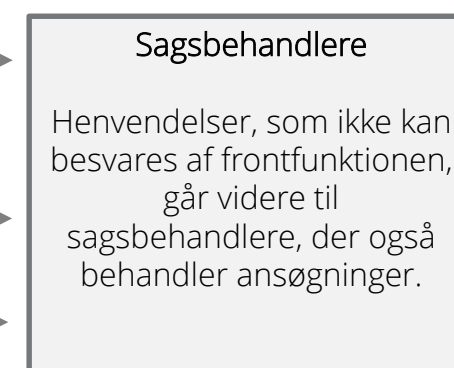 Sagsbehandlere
Henvendelser, som ikke kan
besvares af frontfunktionen,
går videre til
sagsbehandlere, der også
behandler ansøgninger.